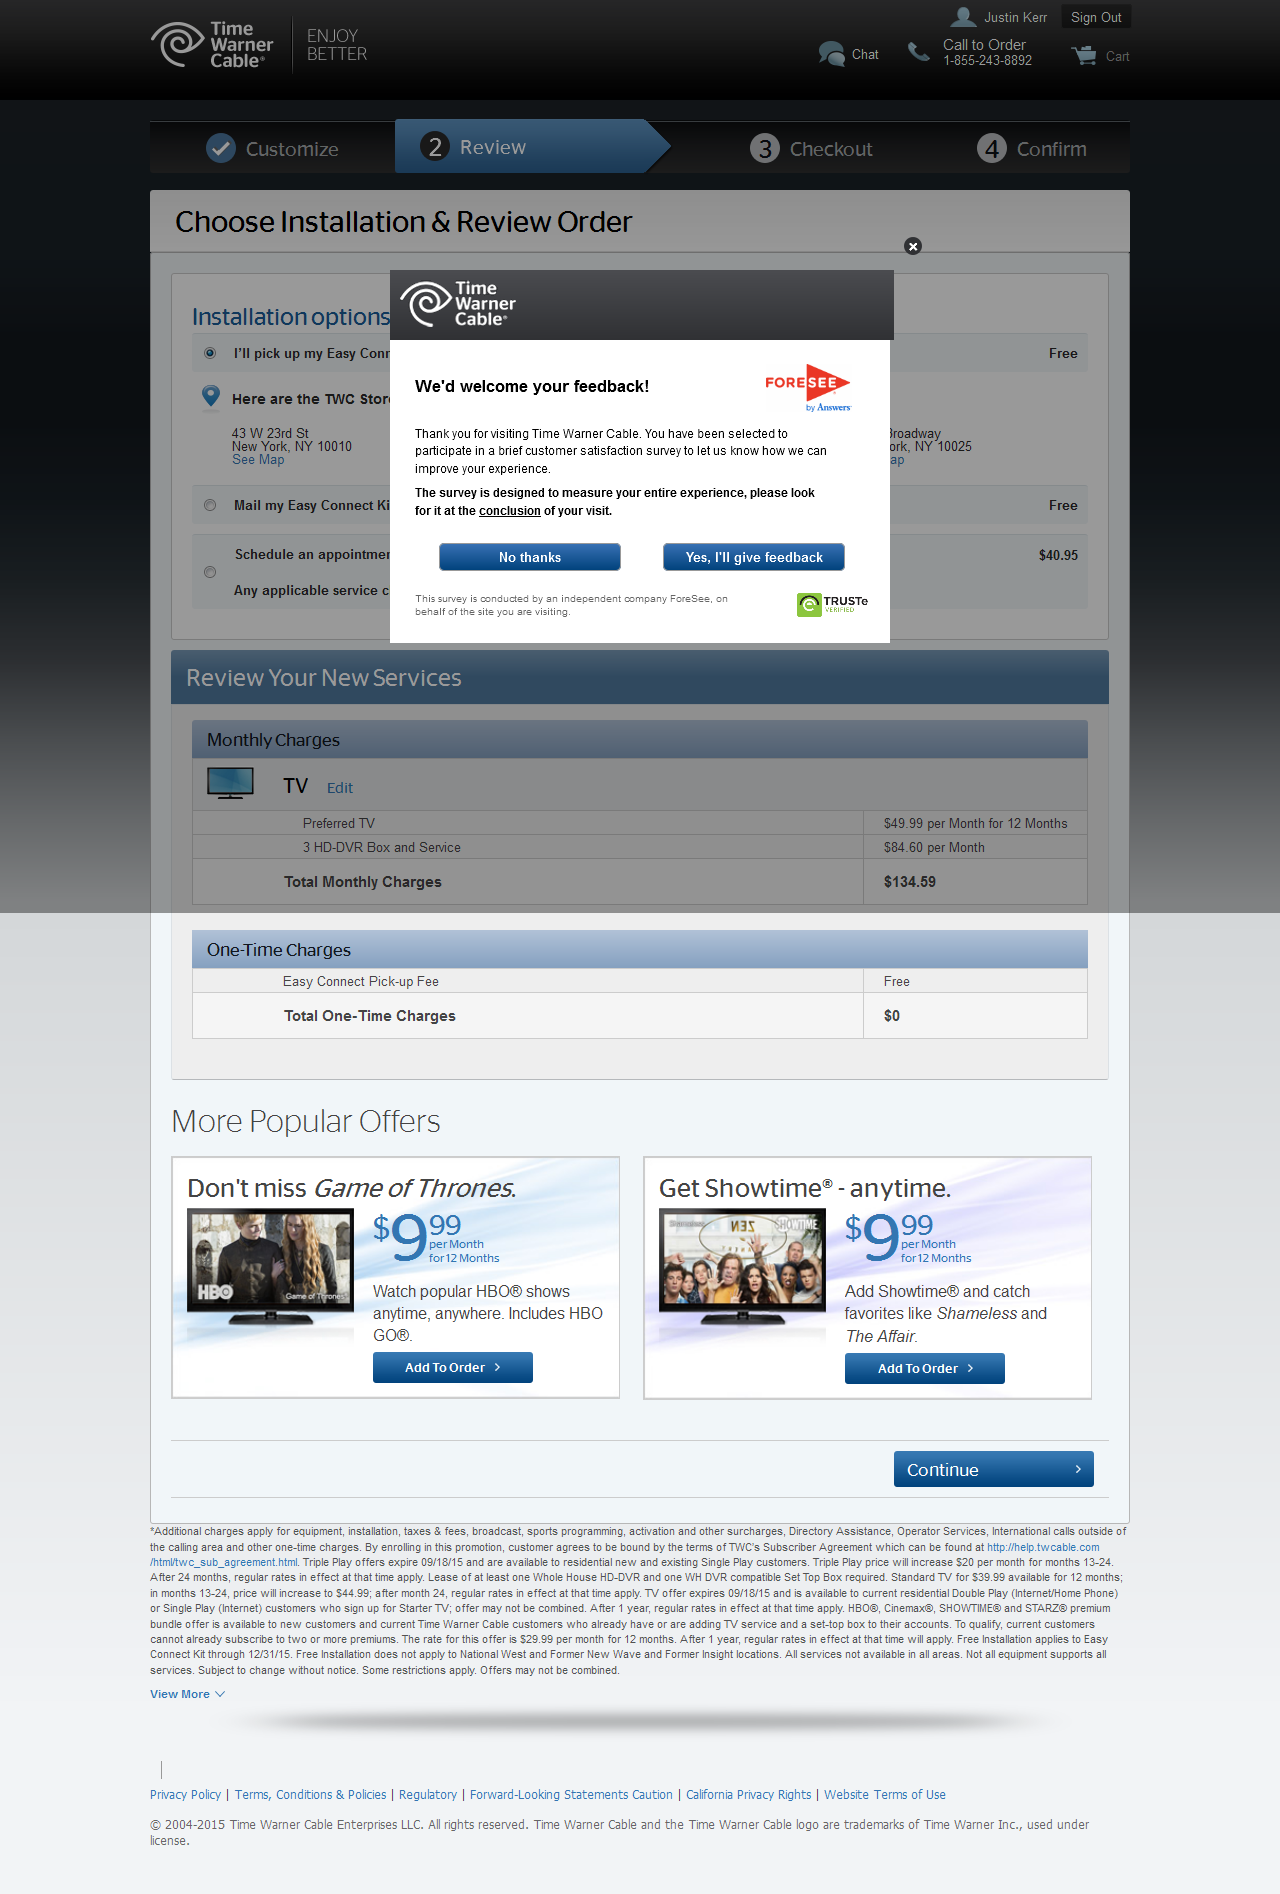 Time Warner Cable
ENJOY BETTER
Justin Kerr
Sign Out
Chat
Call to Order
1-855-243-8892
Cart
Customize
2 Review
3 Checkout
4 Confirm
Choose Installation & Review Order
Time Warner Cable
Installation options
I'll pick up my Easy Conn
Free
We'd welcome your feedback!
FORESEE
by Answers
Here are the TWC Stor
Thank you for visiting Time Warner Cable. You have been selected to
participate in a brief customer satisfaction survey to let us know how we can
improve your experience.
43 W 23rd St
New York, NY 10010
See Map
Broadway
ork, NY 10025
ap
The survey is designed to measure your entire experience, please look
for it at the conclusion of your visit.
Mail my Easy Connect Ki
Free
No thanks
Yes, I'll give feedback
Schedule an appointmen
$40.95
Any applicable service c
This survey is conducted by an independent company ForeSee, on
behalf of the site you are visiting.
TRUSTe
VERIFIED
Review Your New Services
Monthly Charges
TV Edit
Preferred TV $49.99 per Month for 12 Months
3 HD-DVR Box and Service $84.60 per Month
Total Monthly Charges $134.59
One-Time Charges
Easy Connect Pick-up Fee Free
Total One-Time Charges $0
More Popular Offers
Don't miss Game of Thrones.
HBO
Game of Thrones
$9.99
per Month
for 12 Months
Watch popular HBO® shows
anytime, anywhere. Includes HBO
GO®.
Add To Order
Get Showtime® - anytime.
Shameless
ZEN
SHOWTIME
$9.99
per Month
for 12 Months
Add Showtime® and catch
favorites like Shameless and
The Affair.
Add To Order
Continue
*Additional charges apply for equipment, installation, taxes & fees, broadcast, sports programming, activation and other surcharges, Directory Assistance, Operator Services, International calls outside of
the calling area and other one-time charges. By enrolling in this promotion, customer agrees to be bound by the terms of TWC's Subscriber Agreement which can be found at http://help.twcable.com
/html/twc_sub_agreement.html. Triple Play offers expire 09/18/15 and are available to residential new and existing Single Play customers. Triple Play price will increase $20 per month for months 13-24.
After 24 months, regular rates in effect at that time apply. Lease of at least one Whole House HD-DVR and one WH DVR compatible Set Top Box required. Standard TV for $39.99 available for 12 months;
in months 13-24, price will increase to $44.99; after month 24, regular rates in effect at that time apply. TV offer expires 09/18/15 and is available to current residential Double Play (Internet/Home Phone)
or Single Play (Internet) customers who sign up for Starter TV; offer may not be combined. After 1 year, regular rates in effect at that time apply. HBO®, Cinemax®, SHOWTIME® and STARZ® premium
bundle offer is available to new customers and current Time Warner Cable customers who already have or are adding TV service and a set-top box to their accounts. To qualify, current customers
cannot already subscribe to two or more premiums. The rate for this offer is $29.99 per month for 12 months. After 1 year, regular rates in effect at that time will apply. Free Installation applies to Easy
Connect Kit through 12/31/15. Free Installation does not apply to National West and Former New Wave and Former Insight locations. All services not available in all areas. Not all equipment supports all
services. Subject to change without notice. Some restrictions apply. Offers may not be combined.
View More
Privacy Policy | Terms, Conditions & Policies | Regulatory | Forward-Looking Statements Caution | California Privacy Rights | Website Terms of Use
© 2004-2015 Time Warner Cable Enterprises LLC. All rights reserved. Time Warner Cable and the Time Warner Cable logo are trademarks of Time Warner Inc., used under
license.